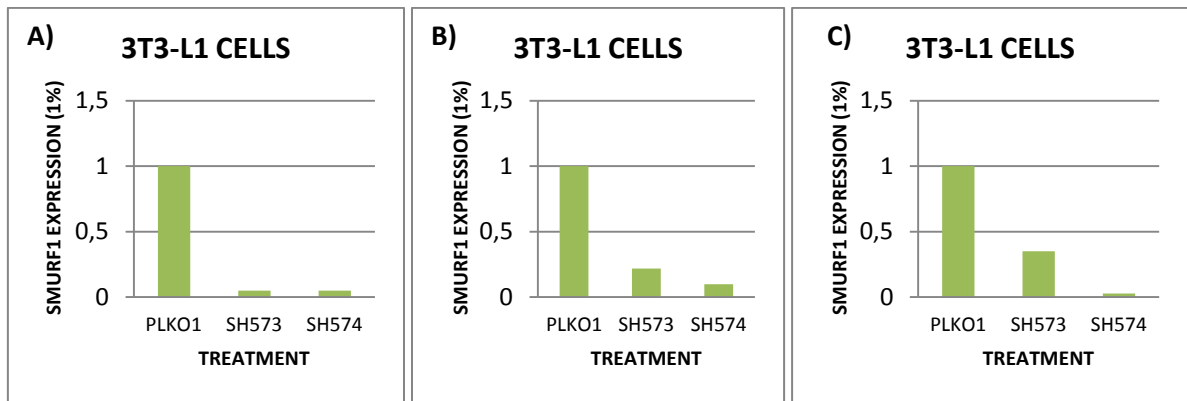 A)
3T3-L1 CELLS
SMURF1 EXPRESSION (1%)
1,5
1
0,5
0
PLKO1 SH573 SH574
TREATMENT
B)
3T3-L1 CELLS
SMURF1 EXPRESSION (1%)
1,5
1
0,5
0
PLKO1 SH573 SH574
TREATMENT
C)
3T3-L1 CELLS
SMURF1 EXPRESSION (1%)
1,5
1
0,5
0
PLKO1 SH573 SH574
TREATMENT